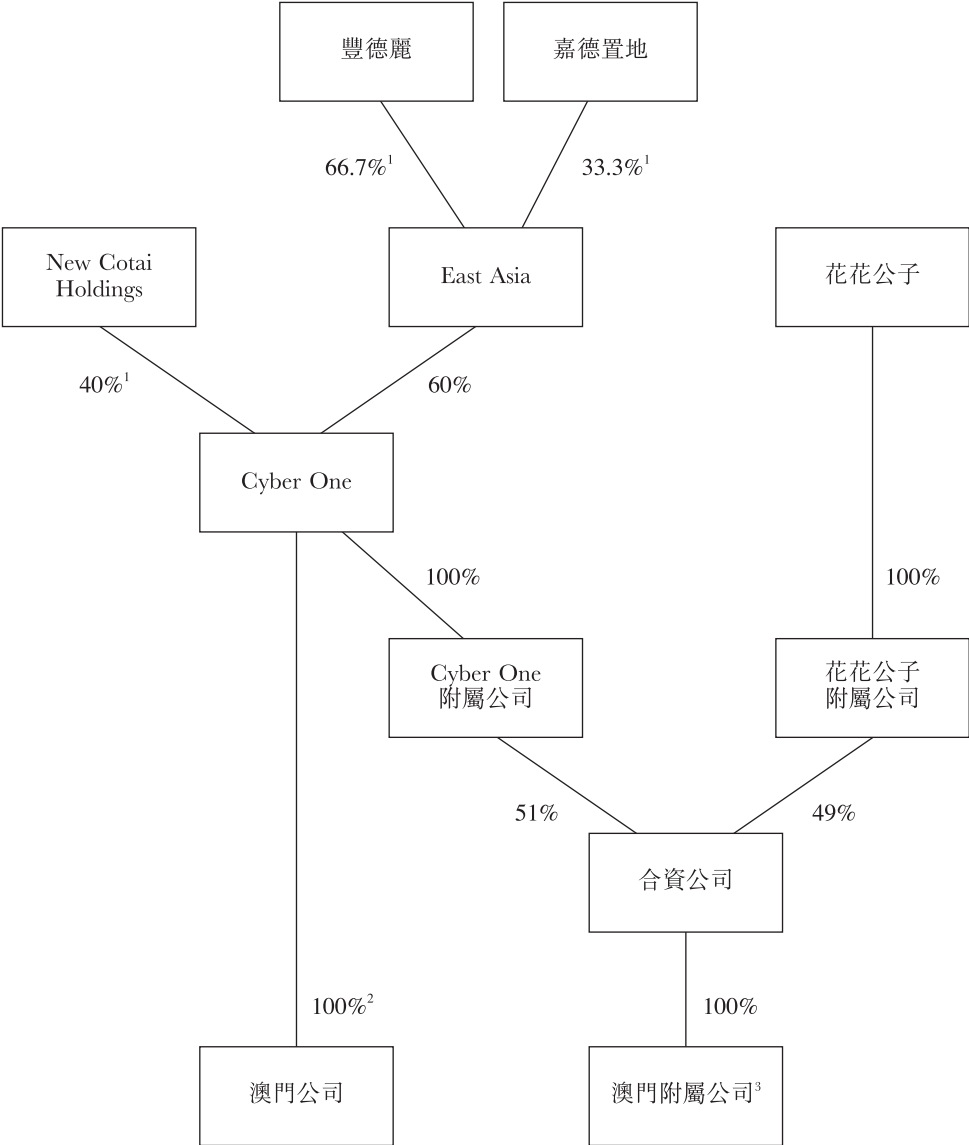 豐德麗
嘉德置地
66.7%¹
33.3%¹
New Cotai
Holdings
East Asia
花花公子
40%¹
60%
Cyber One
100%
100%
Cyber One
附屬公司
花花公子
附屬公司
51%
49%
合資公司
100%²
100%
澳門公司
澳門附屬公司³